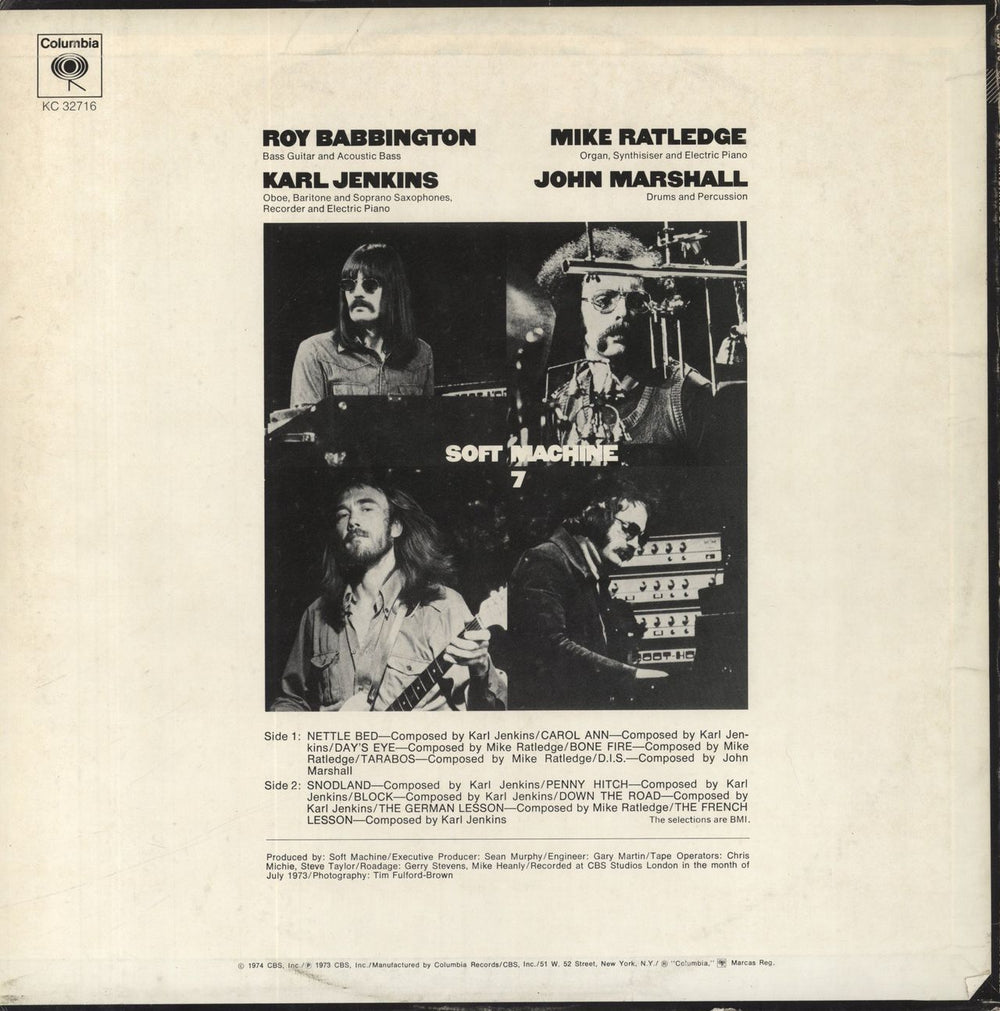 Columbia
KC 32716
ROY BABBINGTON
Bass Guitar and Acoustic Bass
KARL JENKINS
Oboe, Baritone and Soprano Saxophones,
Recorder and Electric Piano
MIKE RATLEDGE
Organ, Synthisiser and Electric Piano
JOHN MARSHALL
Drums and Percussion
SOFT MACHINE
7
Side 1: NETTLE BED—Composed by Karl Jenkins/CAROL ANN—Composed by Karl Jen-
kins/DAY'S EYE—Composed by Mike Ratledge/BONE FIRE—Composed by Mike
Ratledge/TARABOS—Composed by Mike Ratledge/D.I.S.—Composed by John
Marshall
Side 2: SNODLAND—Composed by Karl Jenkins/PENNY HITCH—Composed by Karl
Jenkins/BLOCK—Composed by Karl Jenkins/DOWN THE ROAD—Composed by
Karl Jenkins/THE GERMAN LESSON—Composed by Mike Ratledge/THE FRENCH
LESSON—Composed by Karl Jenkins The selections are BMI.
Produced by: Soft Machine/Executive Producer: Sean Murphy/Engineer: Gary Martin/Tape Operators: Chris
Michie, Steve Taylor/Roadage: Gerry Stevens, Mike Heanly/Recorded at CBS Studios London in the month of
July 1973/Photography: Tim Fulford-Brown
© 1974 CBS, Inc./℗ 1973 CBS, Inc./Manufactured by Columbia Records/CBS, Inc./51 W. 52 Street, New York, N.Y./® "Columbia," Marcas Reg.